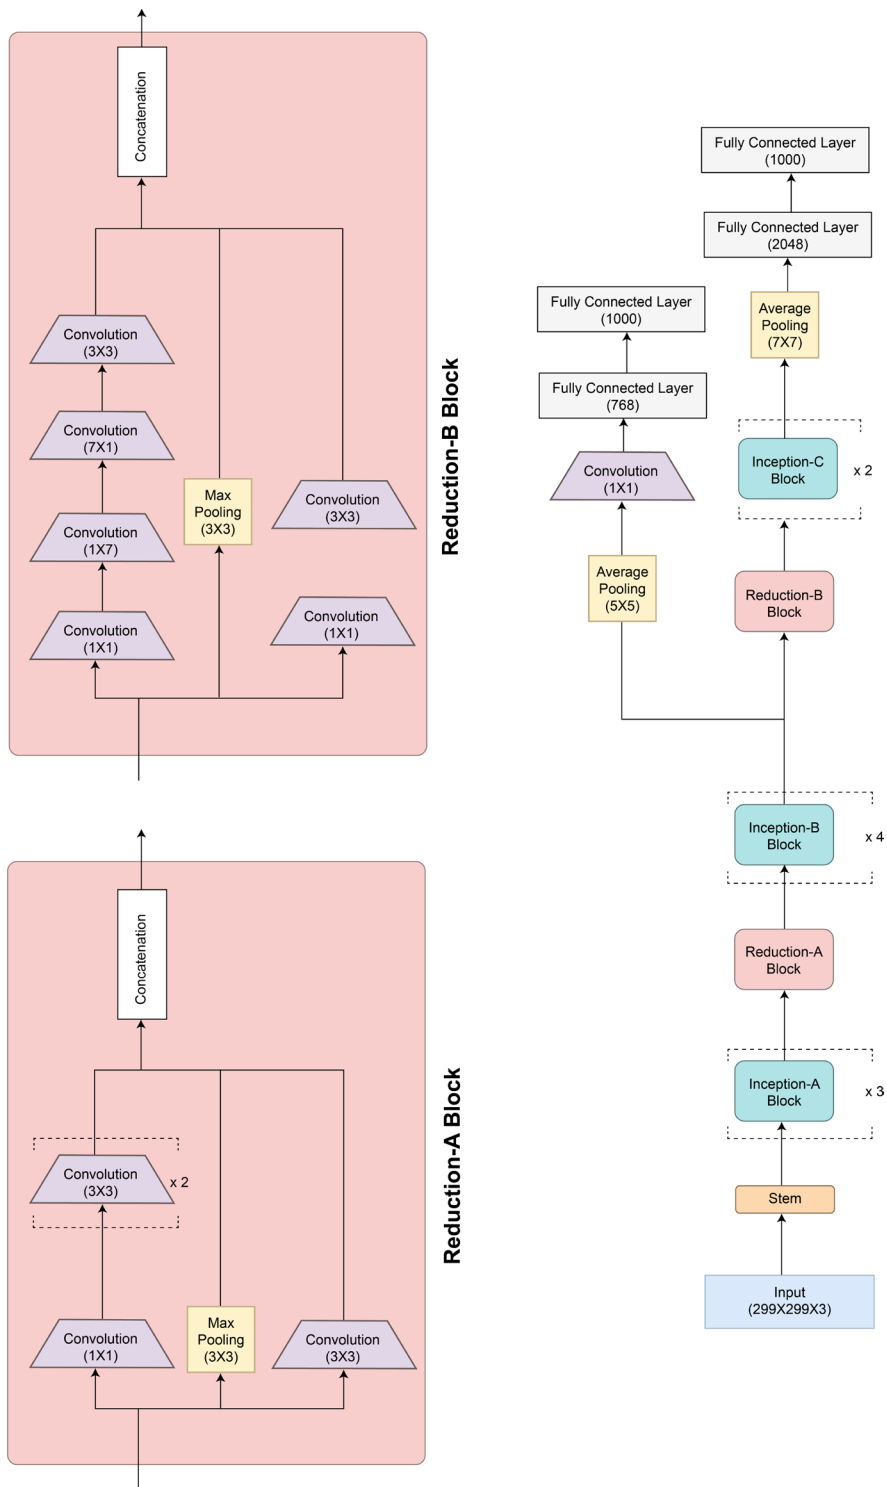 Concatenation
Convolution
(3X3)
Convolution
(7X1)
Convolution
(1X7)
Convolution
(1X1)
Max
Pooling
(3X3)
Convolution
(3X3)
Convolution
(1X1)
Reduction-B Block
Concatenation
Convolution
(3X3)
x 2
Convolution
(1X1)
Max
Pooling
(3X3)
Convolution
(3X3)
Reduction-A Block
Fully Connected Layer
(1000)
Fully Connected Layer
(2048)
Average
Pooling
(7X7)
Fully Connected Layer
(1000)
Fully Connected Layer
(768)
Convolution
(1X1)
Average
Pooling
(5X5)
Inception-C
Block
x 2
Reduction-B
Block
Inception-B
Block
x 4
Reduction-A
Block
Inception-A
Block
x 3
Stem
Input
(299X299X3)